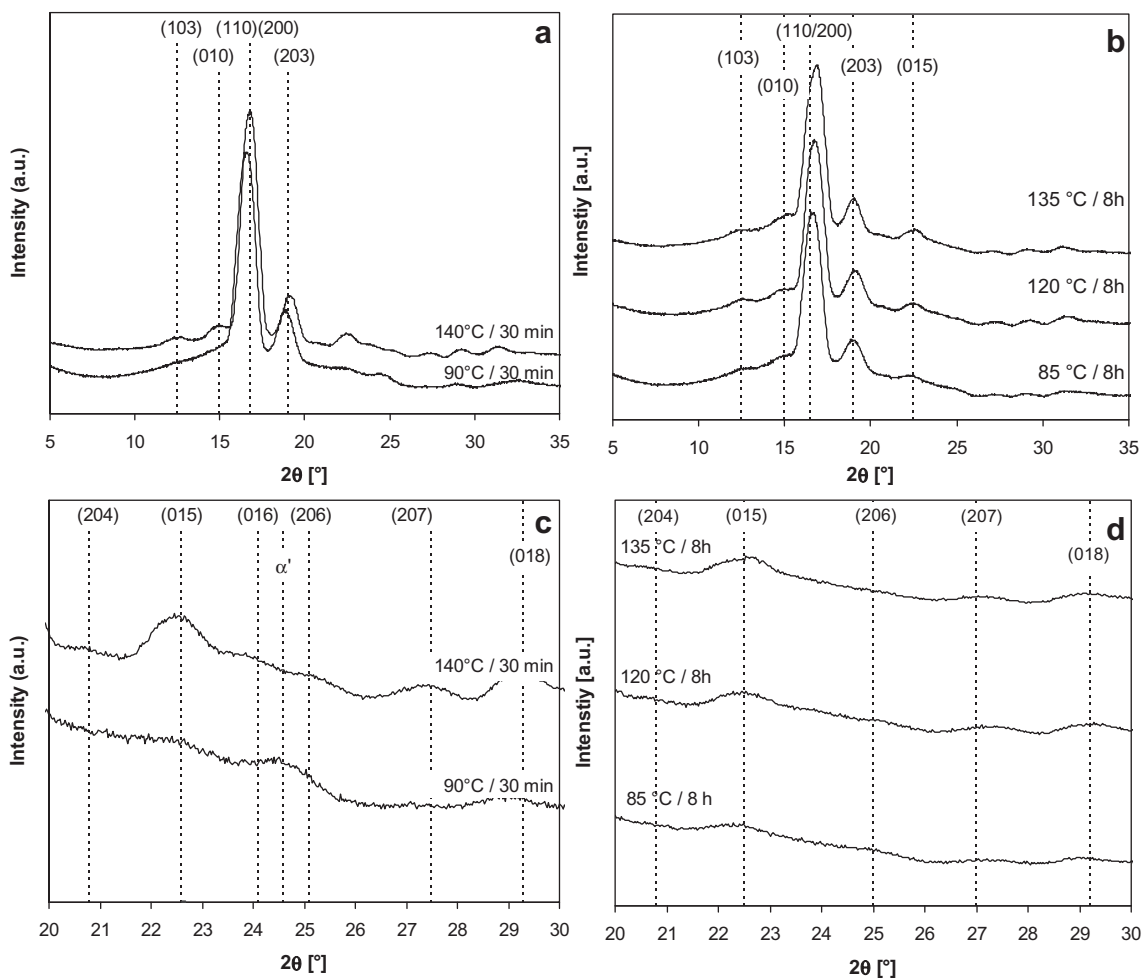 (103) (110)(200) a
(010) (203)
Intensity (a.u.)
140°C / 30 min
90°C / 30 min
5 10 15 20 25 30 35
2θ [°]
(110/200) b
(103) (203) (015)
(010)
Intenstiy [a.u.]
135 °C / 8h
120 °C / 8h
85 °C / 8h
5 10 15 20 25 30 35
2θ [°]
(204) (015) (016) (206) (207) c
(018)
α'
Intensity (a.u.)
140°C / 30 min
90°C / 30 min
20 21 22 23 24 25 26 27 28 29 30
2θ [°]
(204) (015) (206) (207) d
135 °C / 8h
(018)
Intenstiy [a.u.]
120 °C / 8h
85 °C / 8 h
20 21 22 23 24 25 26 27 28 29 30
2θ [°]